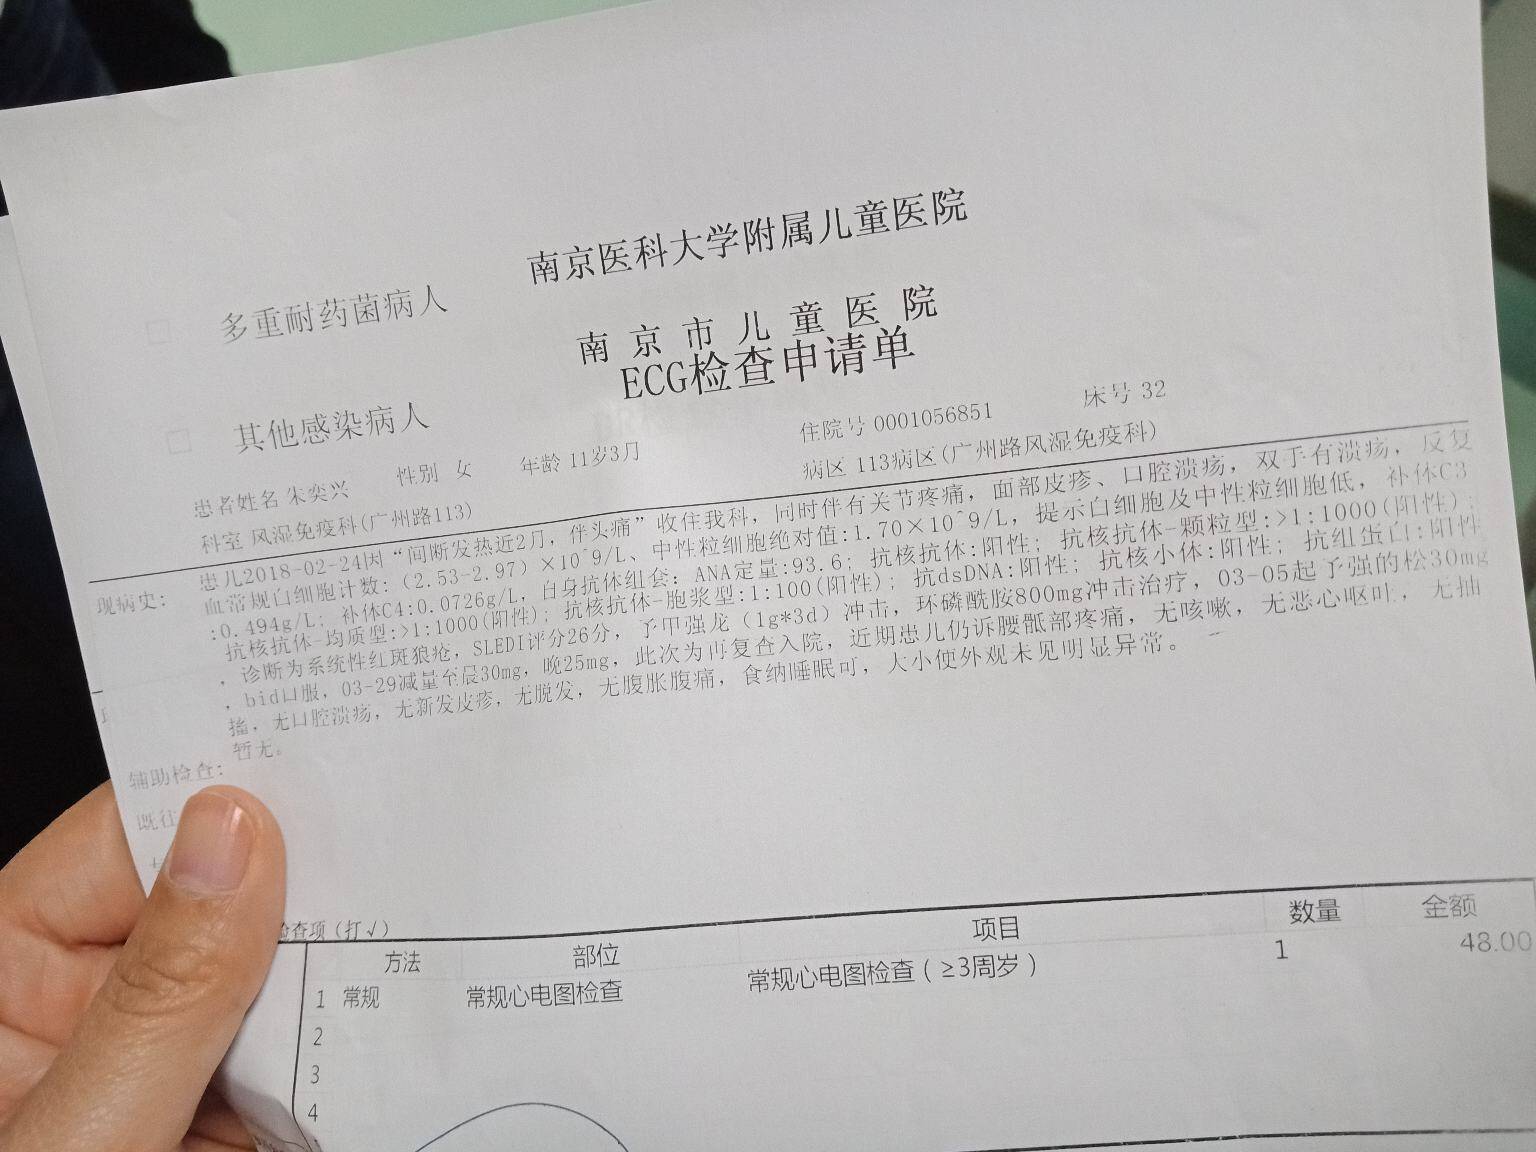 南京医科大学附属儿童医院
多重耐药菌病人
南京市儿童医院
ECG检查申请单
其他感染病人
患者姓名 朱奕兴 性别 女 年龄 11岁3月 住院号 0001056851 床号 32
科室 风湿免疫科(广州路113) 病区 113病区(广州路风湿免疫科)
现病史: 患儿2018-02-24因“间断发热近2月，伴头痛”收住我科，同时伴有关节疼痛，面部皮疹、口腔溃疡，双手有溃疡，反复
血常规白细胞计数:（2.53-2.97）×10^9/L、中性粒细胞绝对值:1.70×10^9/L，提示白细胞及中性粒细胞低，补体C3
:0.494g/L; 补体C4:0.0726g/L，自身抗体组套: ANA定量:93.6; 抗核抗体:阳性; 抗核抗体-颗粒型:>1:1000(阳性);
抗核抗体-均质型:>1:1000(阳性); 抗核抗体-胞浆型:1:100(阳性); 抗dsDNA:阳性; 抗核小体:阳性; 抗组蛋白:阳性
，诊断为系统性红斑狼疮，SLEDI评分26分，予甲强龙（1g*3d）冲击，环磷酰胺800mg冲击治疗，03-05起予强的松30mg
，bid口服，03-29减量至晨30mg，晚25mg，此次为再复查入院，近期患儿仍诉腰骶部疼痛，无咳嗽，无恶心呕吐，无抽
搐，无口腔溃疡，无新发皮疹，无脱发，无腹胀腹痛，食纳睡眠可，大小便外观未见明显异常。
辅助检查: 暂无。
既往
检查项（打√）
方法 部位 项目 数量 金额
1 常规 常规心电图检查 常规心电图检查（≥3周岁） 1 48.00
2
3
4